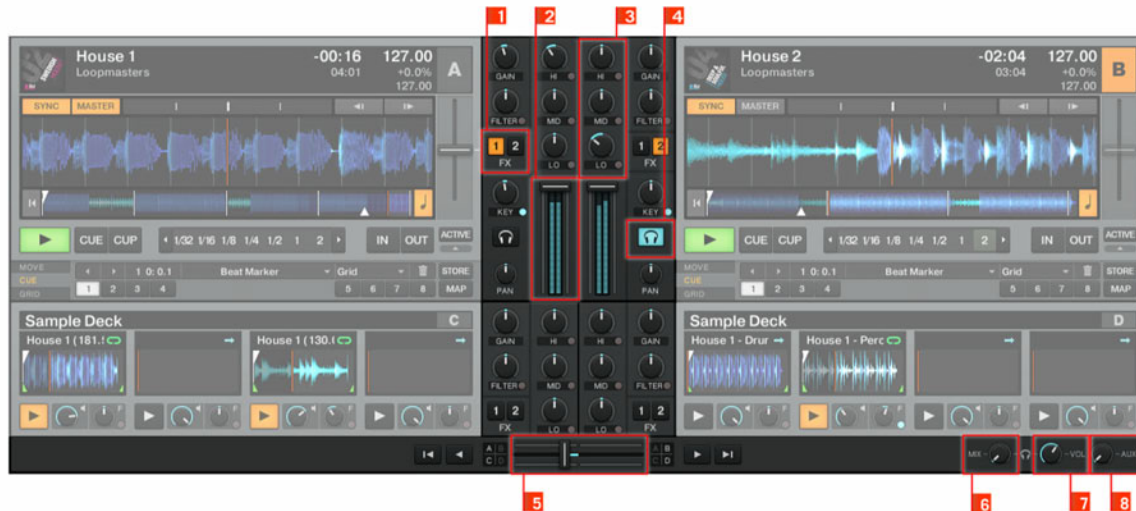 1 2 3 4
House 1 -00:16 127.00 A
Loopmasters 04:01 +0.0%
127.00
SYNC MASTER
CUE CUP 1/32 1/16 1/8 1/4 1/2 1 2 IN OUT ACTIVE
MOVE
CUE
GRID
1 0: 0.1 Beat Marker Grid STORE
1 2 3 4 5 6 7 8 MAP
Sample Deck C
House 1 (181.! House 1 (130.(
F F F F
GAIN HI HI GAIN
FILTER MID MID FILTER
1 2 LO LO 1 2
FX FX
KEY KEY
PAN PAN
GAIN HI HI GAIN
FILTER MID MID FILTER
1 2 LO LO 1 2
FX FX
House 2 -02:04 127.00 B
Loopmasters 03:04 +0.0%
127.00
SYNC MASTER
CUE CUP 1/32 1/16 1/8 1/4 1/2 1 2 IN OUT ACTIVE
MOVE
CUE
GRID
1 0: 0.1 Beat Marker Grid STORE
1 2 3 4 5 6 7 8 MAP
Sample Deck D
House 1 - Drur House 1 - Perc
F F F F
A B
C D
A B
C D
MIX VOL AUX
5 6 7 8